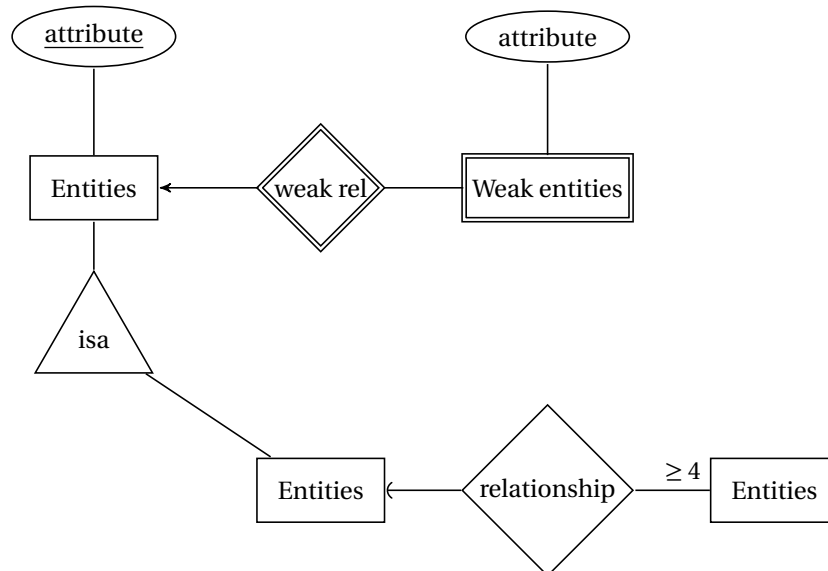 attribute
attribute
Entities
weak rel
Weak entities
isa
Entities
relationship
≥ 4
Entities